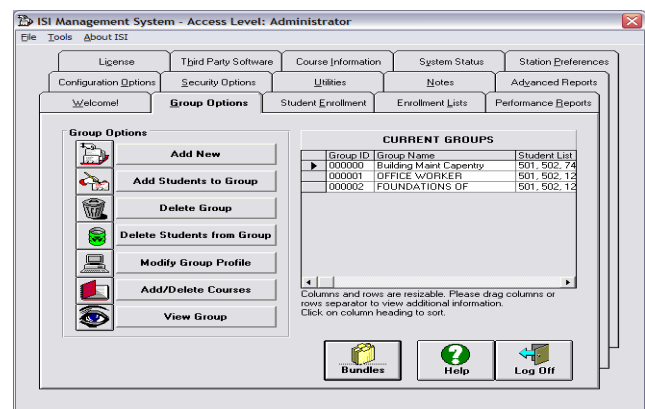 ISI Management System - Access Level: Administrator
File Tools About ISI
License Third Party Software Course Information System Status Station Preferences
Configuration Options Security Options Utilities Notes Advanced Reports
Welcome! Group Options Student Enrollment Enrollment Lists Performance Reports
Group Options
Add New
Add Students to Group
Delete Group
Delete Students from Group
Modify Group Profile
Add/Delete Courses
View Group
CURRENT GROUPS
Group ID Group Name Student List
000000 Building Maint Capentry 501, 502, 74
000001 OFFICE WORKER 501, 502, 12
000002 FOUNDATIONS OF 501, 502, 12
Columns and rows are resizable. Please drag columns or
rows separator to view additional information.
Click on column heading to sort.
Bundles Help Log Off